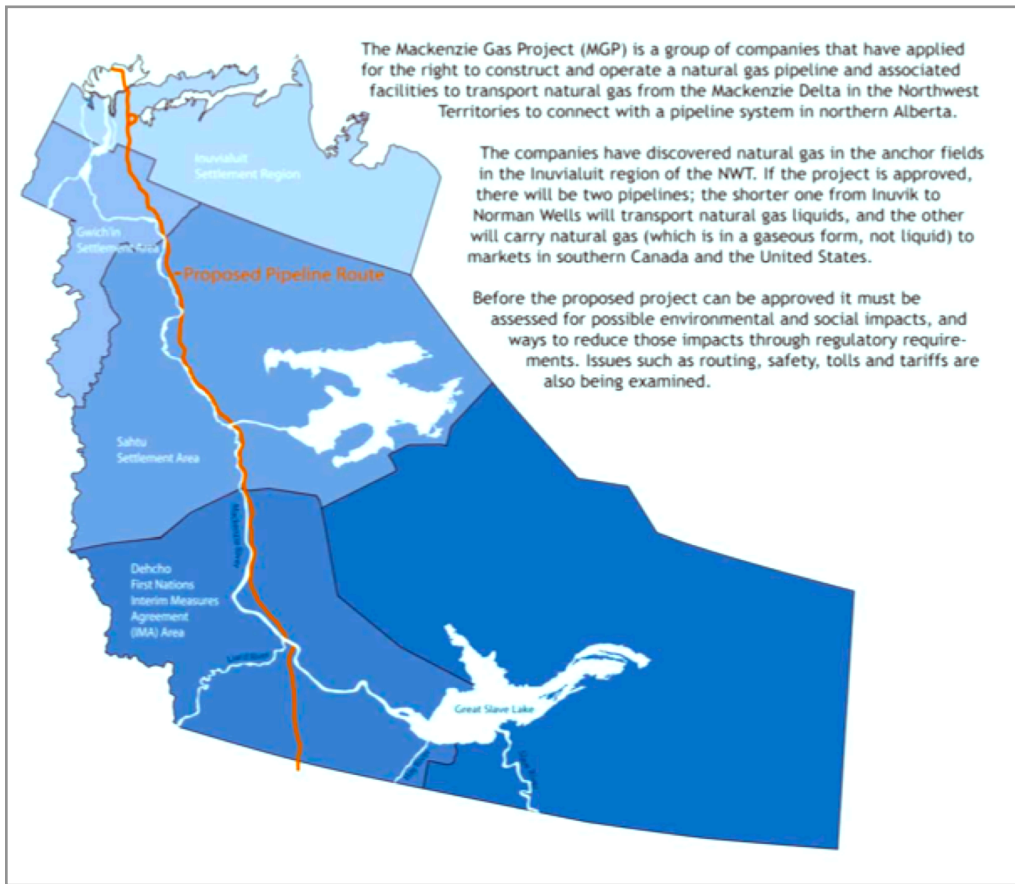 The Mackenzie Gas Project (MGP) is a group of companies that have applied
for the right to construct and operate a natural gas pipeline and associated
facilities to transport natural gas from the Mackenzie Delta in the Northwest
Territories to connect with a pipeline system in northern Alberta.
The companies have discovered natural gas in the anchor fields
in the Inuvialuit region of the NWT. If the project is approved,
there will be two pipelines; the shorter one from Inuvik to
Norman Wells will transport natural gas liquids, and the other
will carry natural gas (which is in a gaseous form, not liquid) to
markets in southern Canada and the United States.
Before the proposed project can be approved it must be
assessed for possible environmental and social impacts, and
ways to reduce those impacts through regulatory require-
ments. Issues such as routing, safety, tolls and tariffs are
also being examined.
Inuvialuit
Settlement Region
Gwich'in
Settlement Area
Proposed Pipeline Route
Sahtu
Settlement Area
Mackenzie River
Dehcho
First Nations
Interim Measures
Agreement
(IMA) Area
Liard River
Great Slave Lake